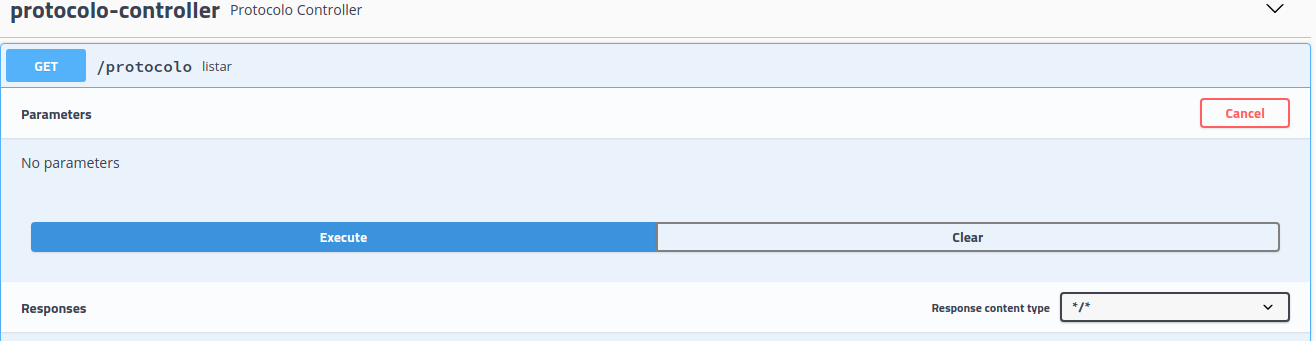 protocolo-controller Protocolo Controller
GET /protocolo listar
Parameters Cancel
No parameters
Execute Clear
Responses Response content type */*